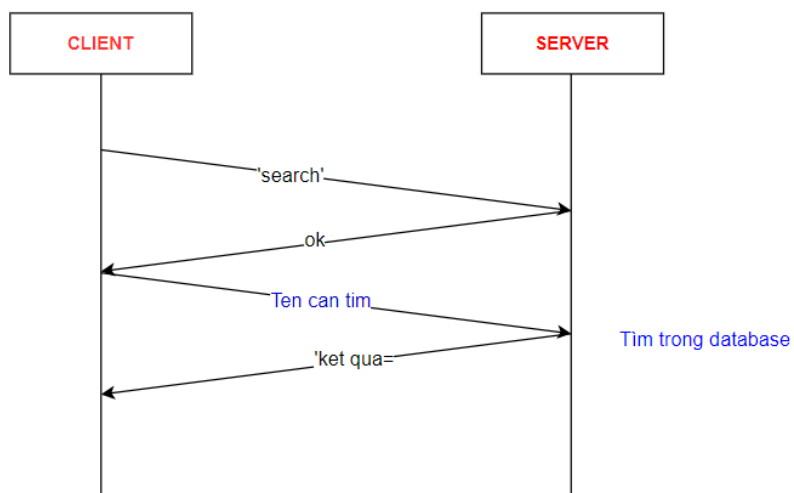 CLIENT
SERVER
'search'
ok
Ten can tim
Tìm trong database
'ket qua=